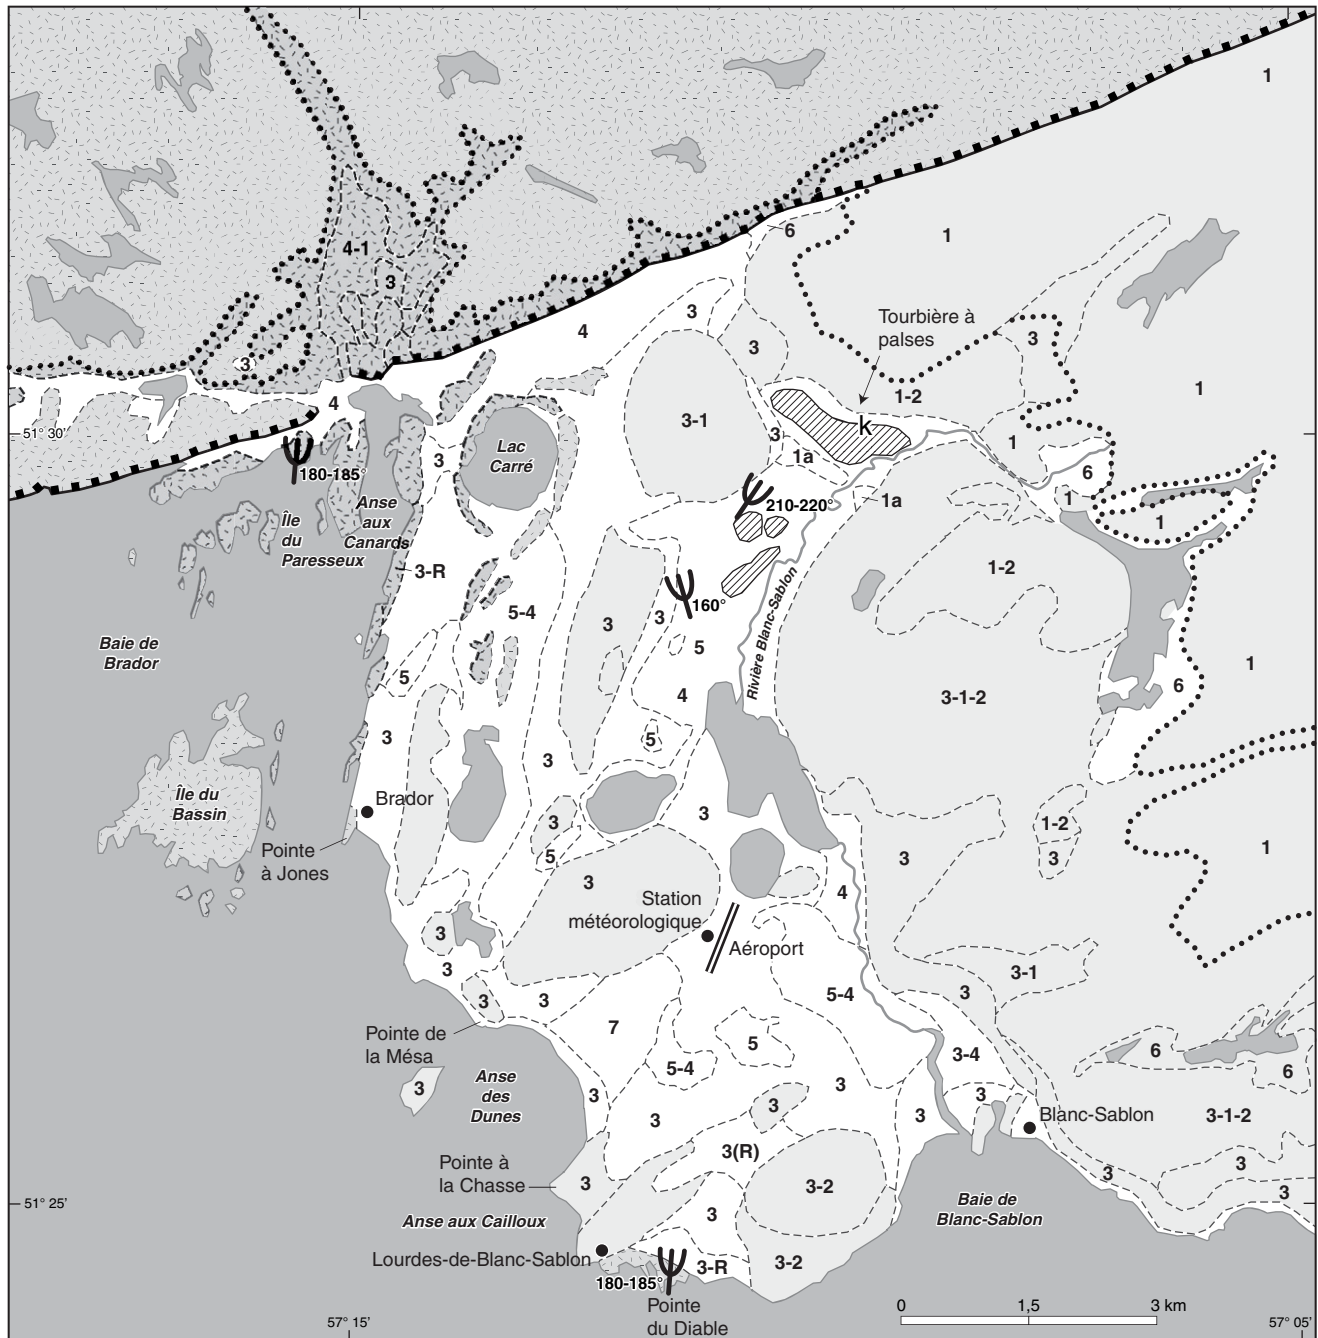 1
4-1
3
6
1
Tourbière à
palses
3
4
3
3
1
1-2
3
4
3-1
k
51° 30'
Lac
Carré
3
3
1a
1
6
180-185°
Île
du
Paresseux
Anse
aux
Canards
210-220°
1a
1
1
3-R
1-2
160°
5-4
3
3
Rivière Blanc-Sablon
Baie de
Brador
5
5
1
6
4
3-1-2
3
5
3
Île du
Bassin
Brador
3
3
1-2
Pointe
à Jones
5
3
3
1
3
Station
météorologique
4
3
Aéroport
3
3-1
3
3
5-4
3
7
Pointe de
la Mésa
5
3-4
6
5-4
6
3
Anse
des
Dunes
3
3
3
3
3
3
Blanc-Sablon
3-1-2
3(R)
Pointe à
la Chasse
3
3-2
3
3
3
51° 25'
Anse aux Cailloux
3
Baie de
Blanc-Sablon
Lourdes-de-Blanc-Sablon
3-R
3-2
180-185°
Pointe
du Diable
0 1,5 3 km
57° 15'
57° 05'